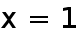 x = 1